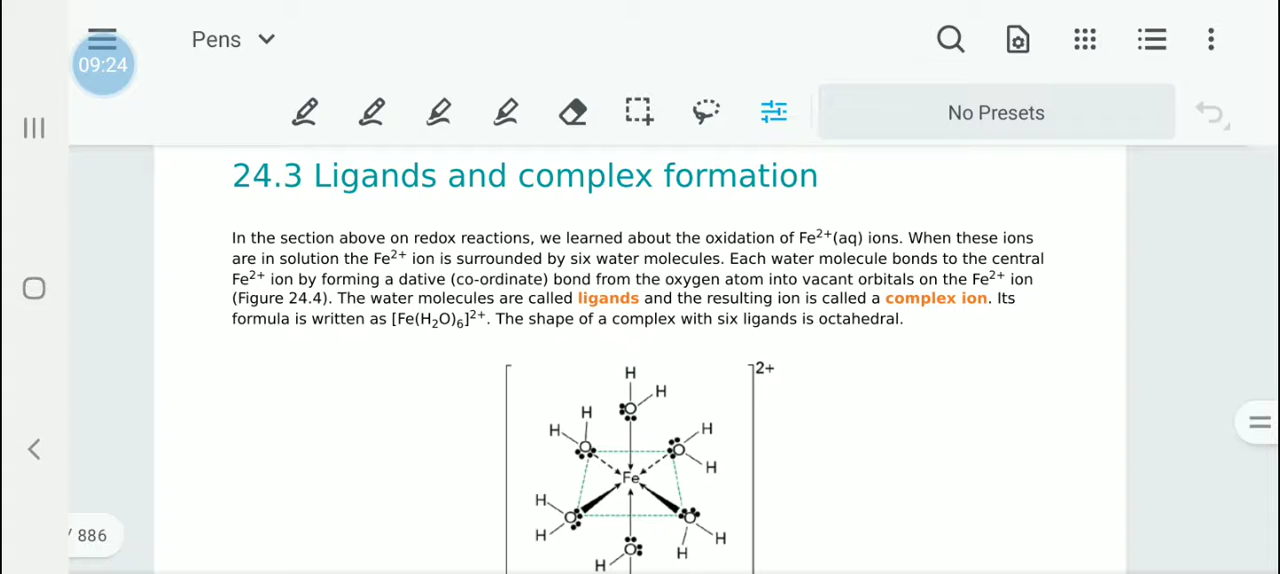 Pens
09:24
No Presets
24.3 Ligands and complex formation
In the section above on redox reactions, we learned about the oxidation of Fe²⁺(aq) ions. When these ions
are in solution the Fe²⁺ ion is surrounded by six water molecules. Each water molecule bonds to the central
Fe²⁺ ion by forming a dative (co-ordinate) bond from the oxygen atom into vacant orbitals on the Fe²⁺ ion
(Figure 24.4). The water molecules are called ligands and the resulting ion is called a complex ion. Its
formula is written as [Fe(H₂O)₆]²⁺. The shape of a complex with six ligands is octahedral.
2+
H
H
O
H
H
O
H
O
H
Fe
H
O
H
O
H
H
O
H
/ 886